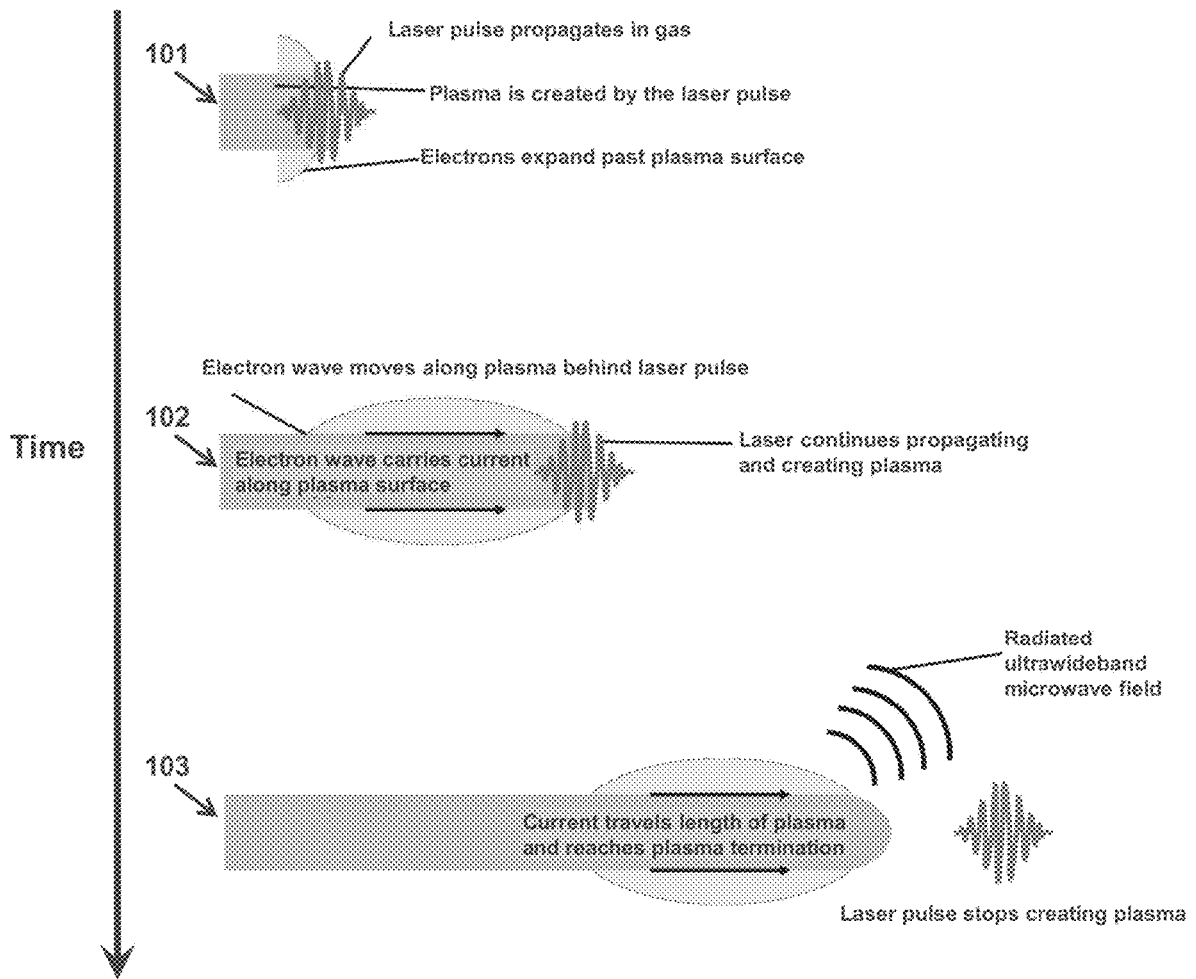 101
Laser pulse propagates in gas
Plasma is created by the laser pulse
Electrons expand past plasma surface
Time
102
Electron wave moves along plasma behind laser pulse
Electron wave carries current
along plasma surface
Laser continues propagating
and creating plasma
103
Radiated
ultrawideband
microwave field
Current travels length of plasma
and reaches plasma termination
Laser pulse stops creating plasma